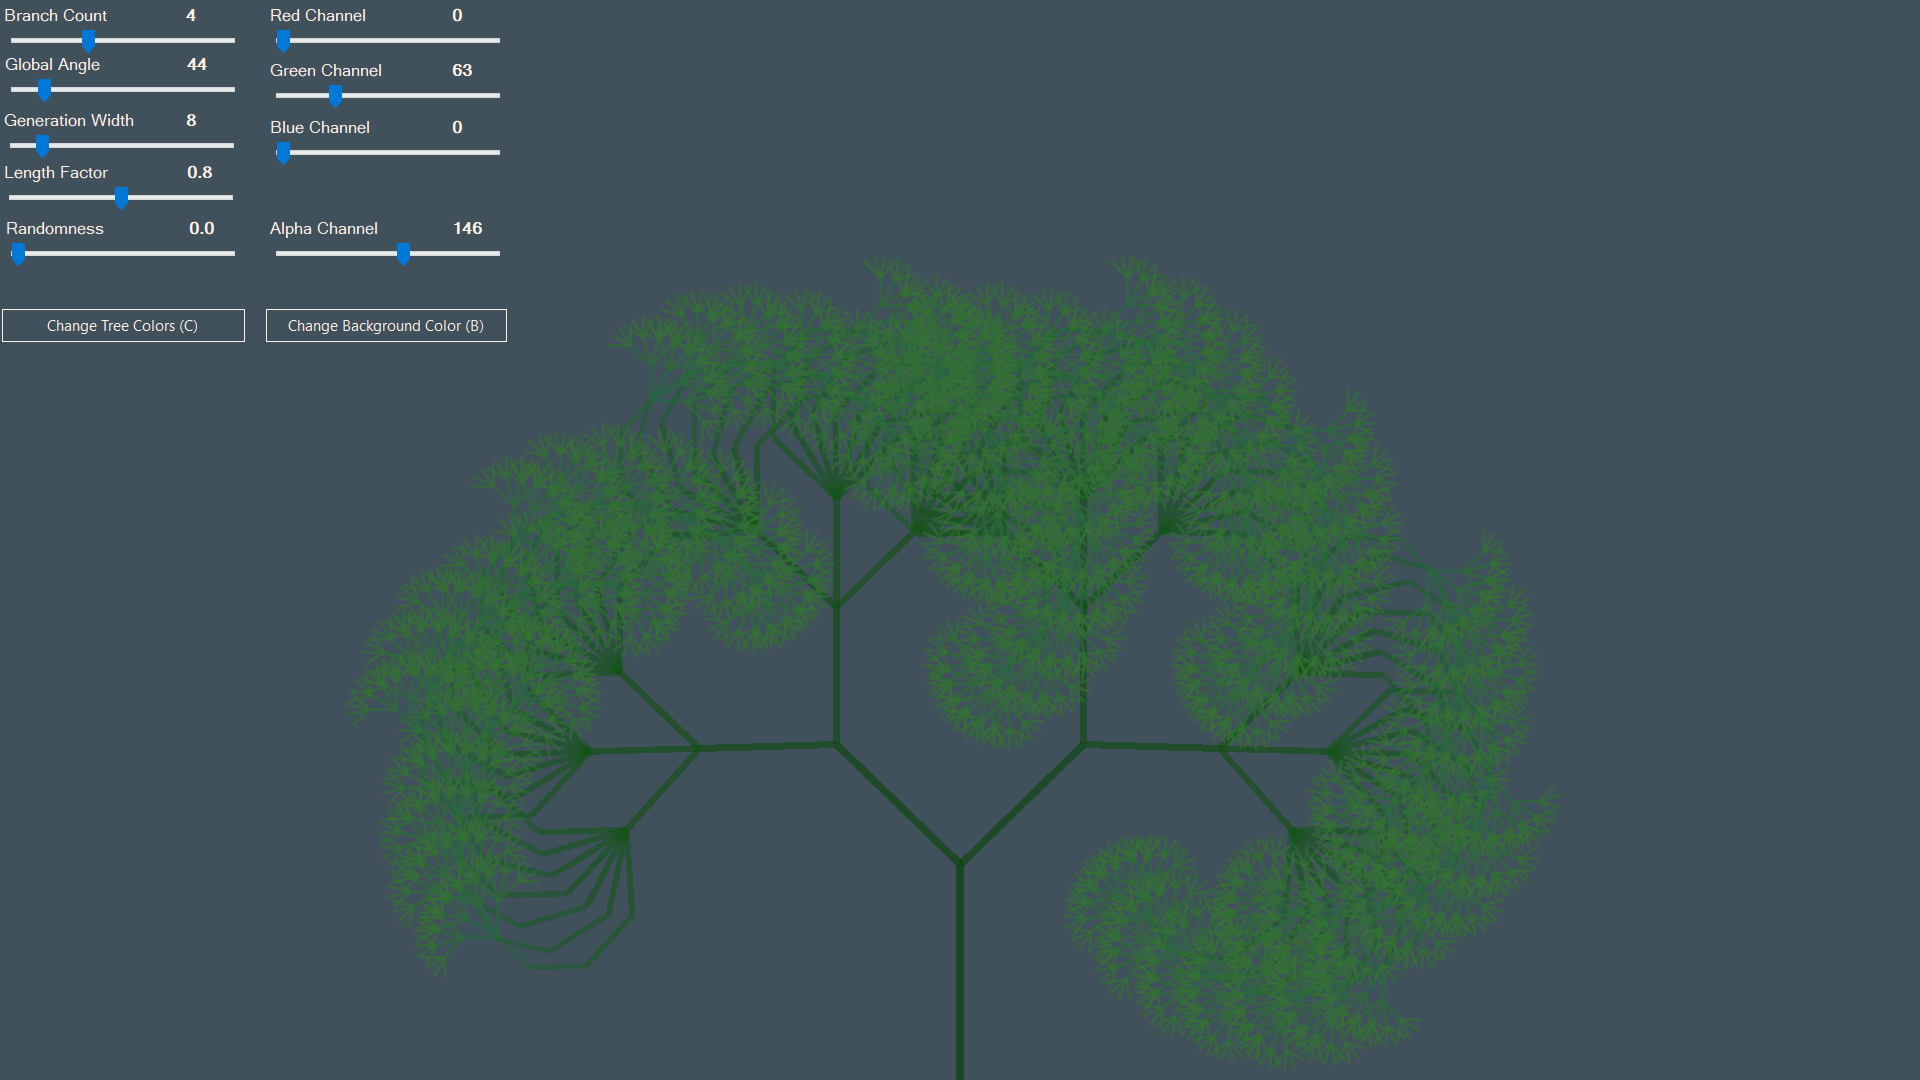 Branch Count 4
Global Angle 44
Generation Width 8
Length Factor 0.8
Randomness 0.0
Change Tree Colors (C)
Red Channel 0
Green Channel 63
Blue Channel 0
Alpha Channel 146
Change Background Color (B)